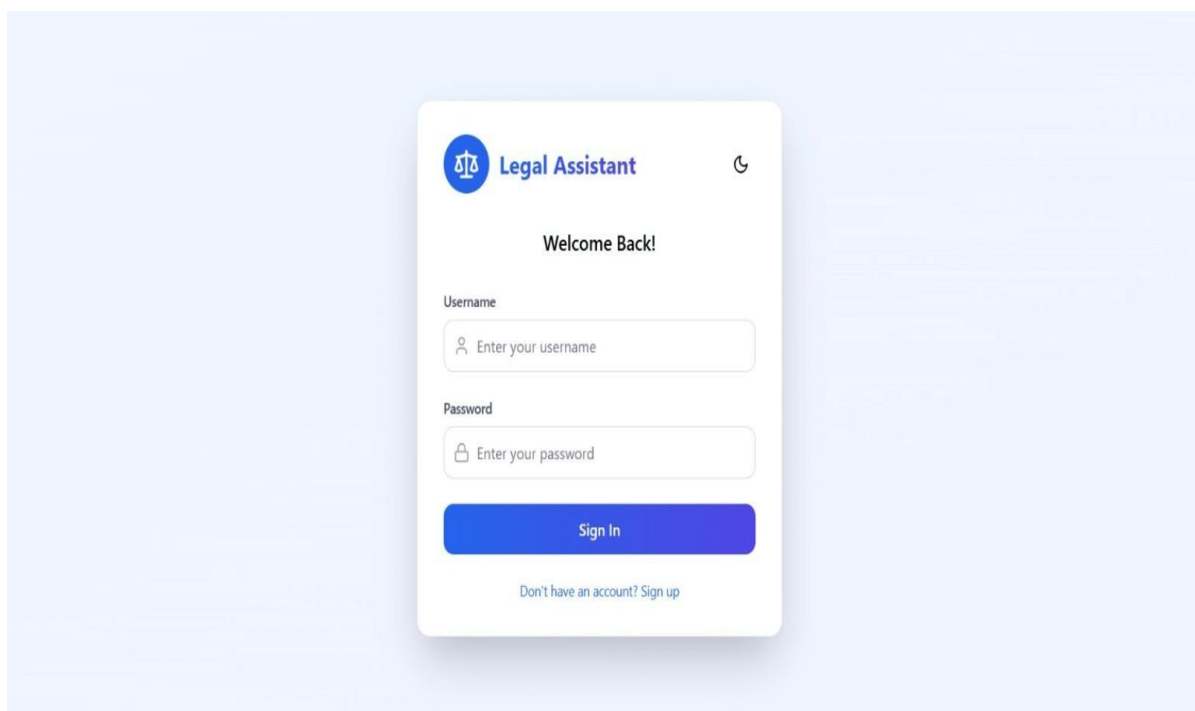 Legal Assistant
Welcome Back!
Username
Enter your username
Password
Enter your password
Sign In
Don't have an account? Sign up